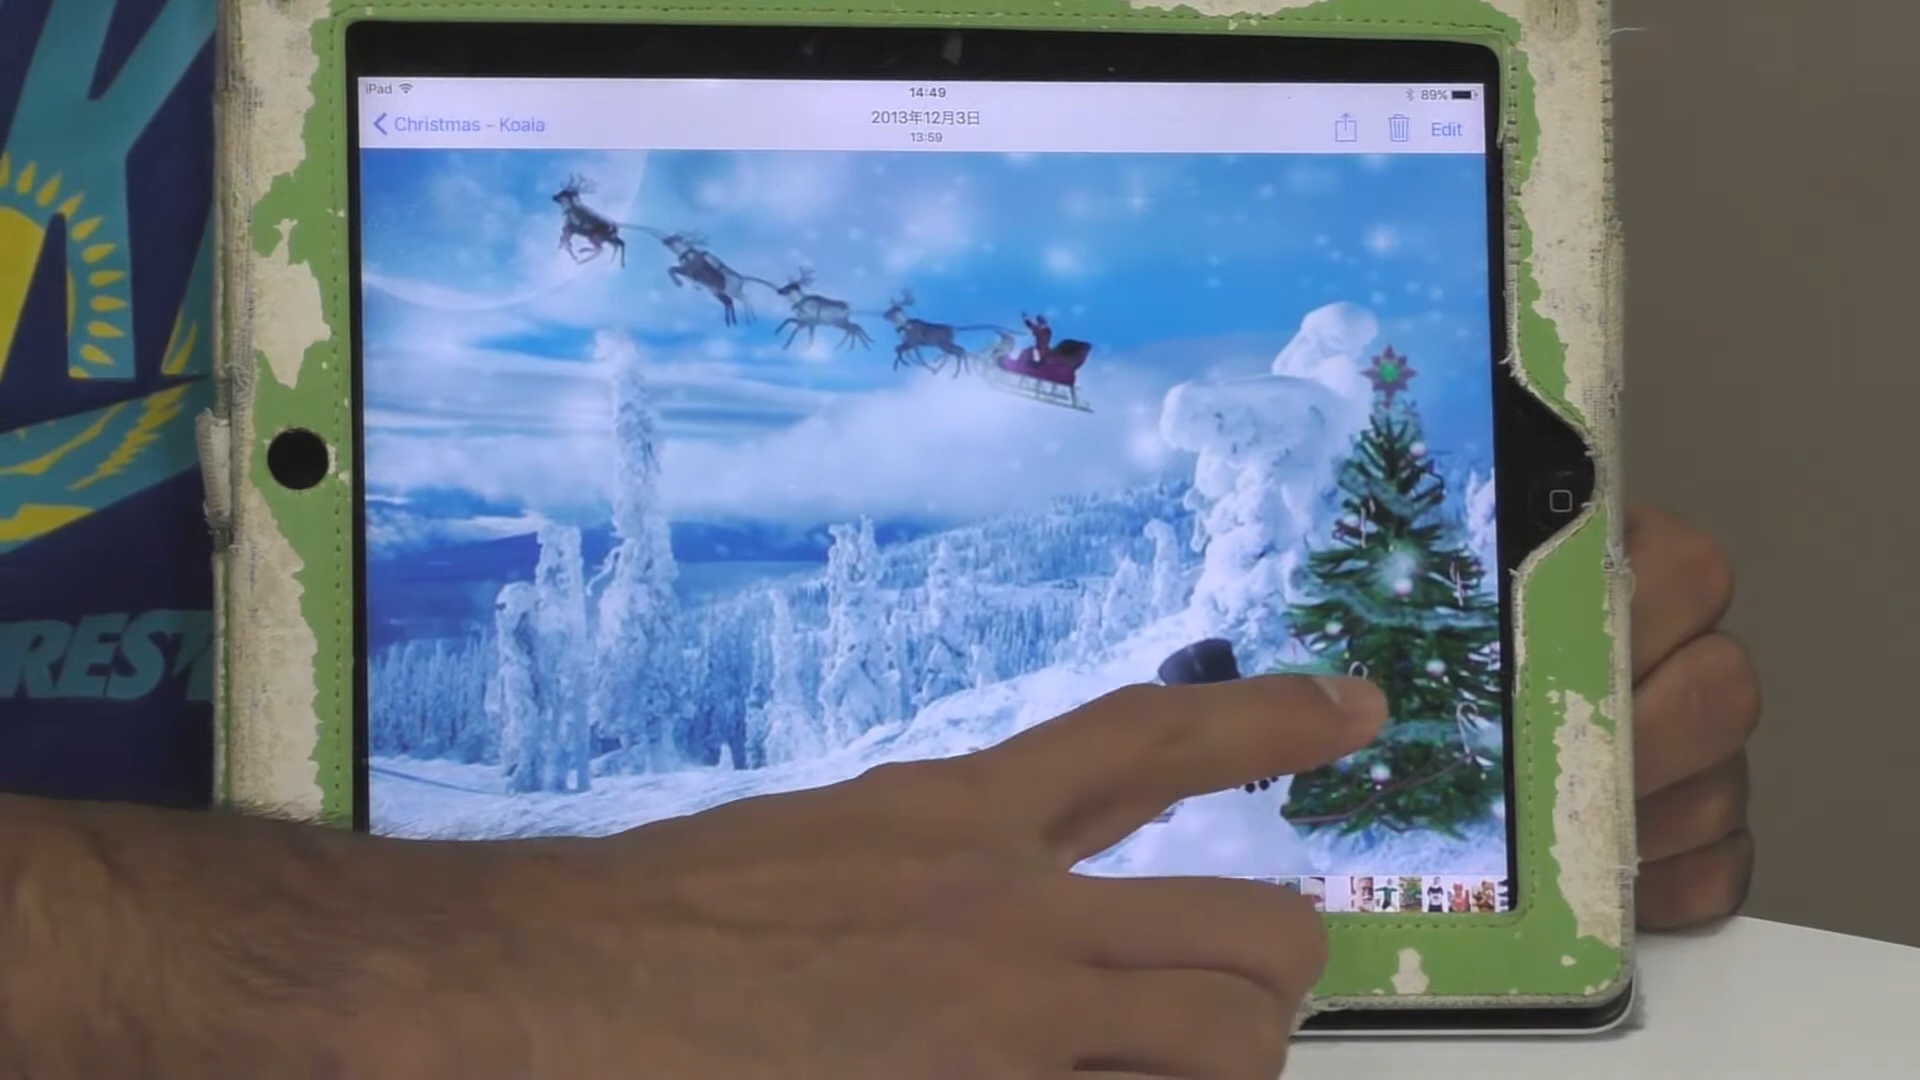 iPad 14:49 89%
Christmas - Koala
2013年12月3日
Edit
13:59
REST